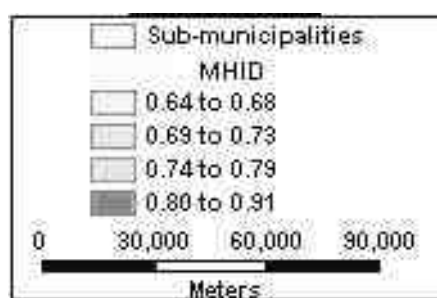 Sub-municipalities
MHID
0.64 to 0.68
0.69 to 0.73
0.74 to 0.79
0.80 to 0.91
0 30,000 60,000 90,000
Meters